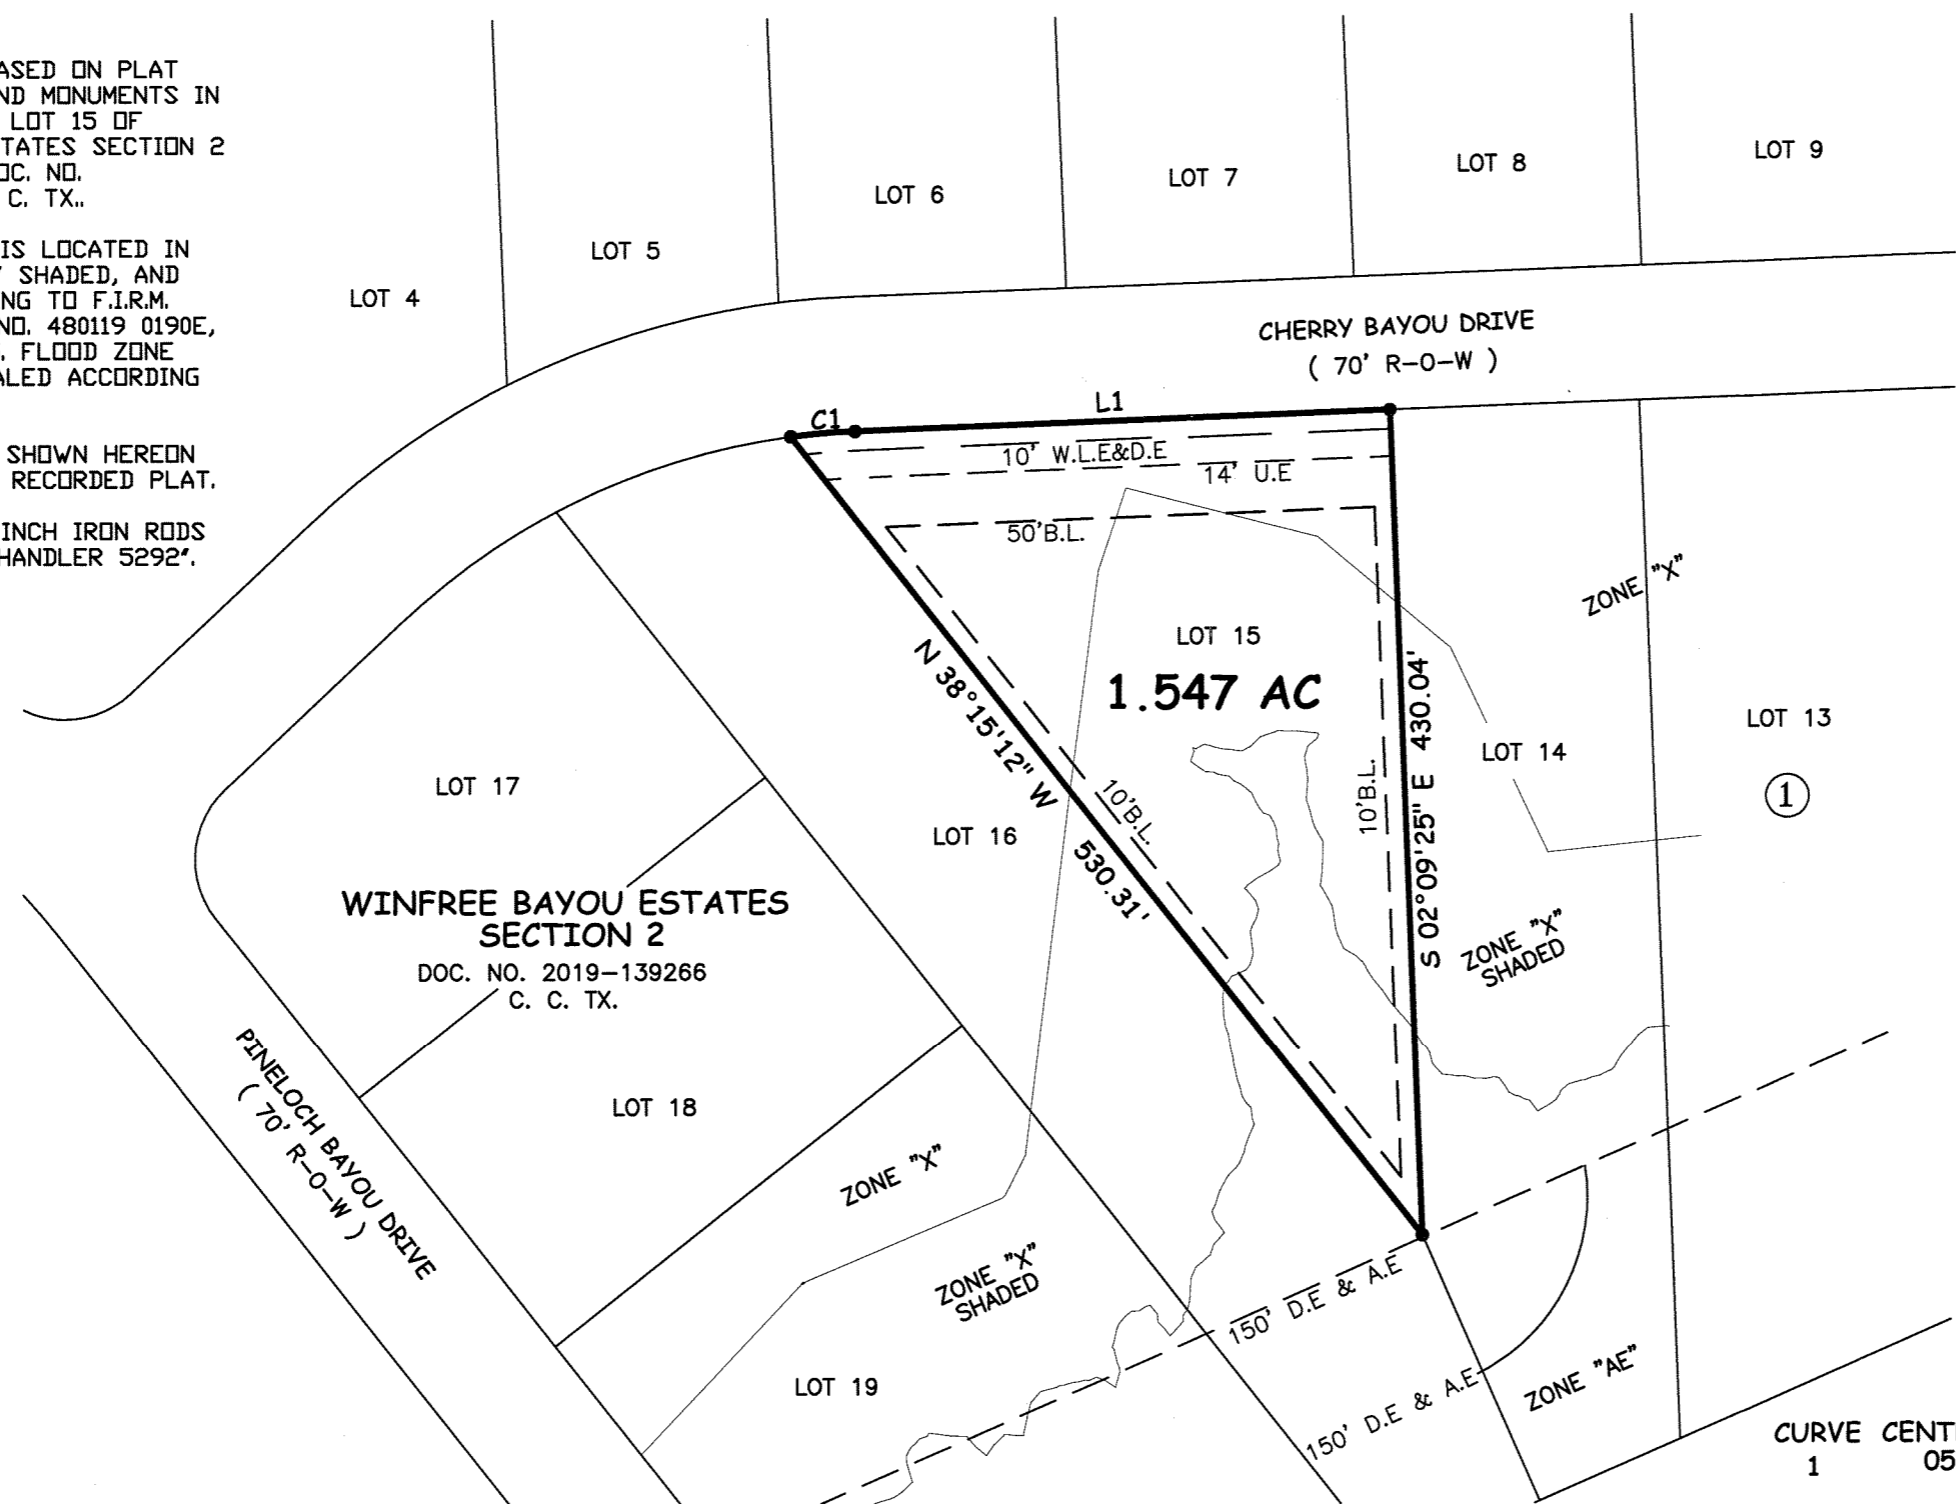 ASED ON PLAT
ND MONUMENTS IN
LOT 15 OF
TATES SECTION 2
OC. NO.
C. TX..
IS LOCATED IN
" SHADED, AND
NG TO F.I.R.M.
NO. 480119 0190E,
. FLOOD ZONE
ALED ACCORDING
SHOWN HEREON
RECORDED PLAT.
INCH IRON RODS
HANDLER 5292".
LOT 4
LOT 5
LOT 6
LOT 7
LOT 8
LOT 9
CHERRY BAYOU DRIVE
( 70' R-O-W )
C1
L1
10' W.L.E&D.E
14' U.E
50'B.L.
LOT 15
1.547 AC
N 38°15'12" W 530.31'
10'B.L.
10'B.L.
S 02°09'25" E 430.04'
ZONE "X"
LOT 14
LOT 13
1
ZONE "X"
SHADED
LOT 17
LOT 16
WINFREE BAYOU ESTATES
SECTION 2
DOC. NO. 2019-139266
C. C. TX.
PINELOCH BAYOU DRIVE
( 70' R-O-W )
LOT 18
ZONE "X"
ZONE "X"
SHADED
LOT 19
150' D.E & A.E
150' D.E & A.E
ZONE "AE"
CURVE CENT
1 05